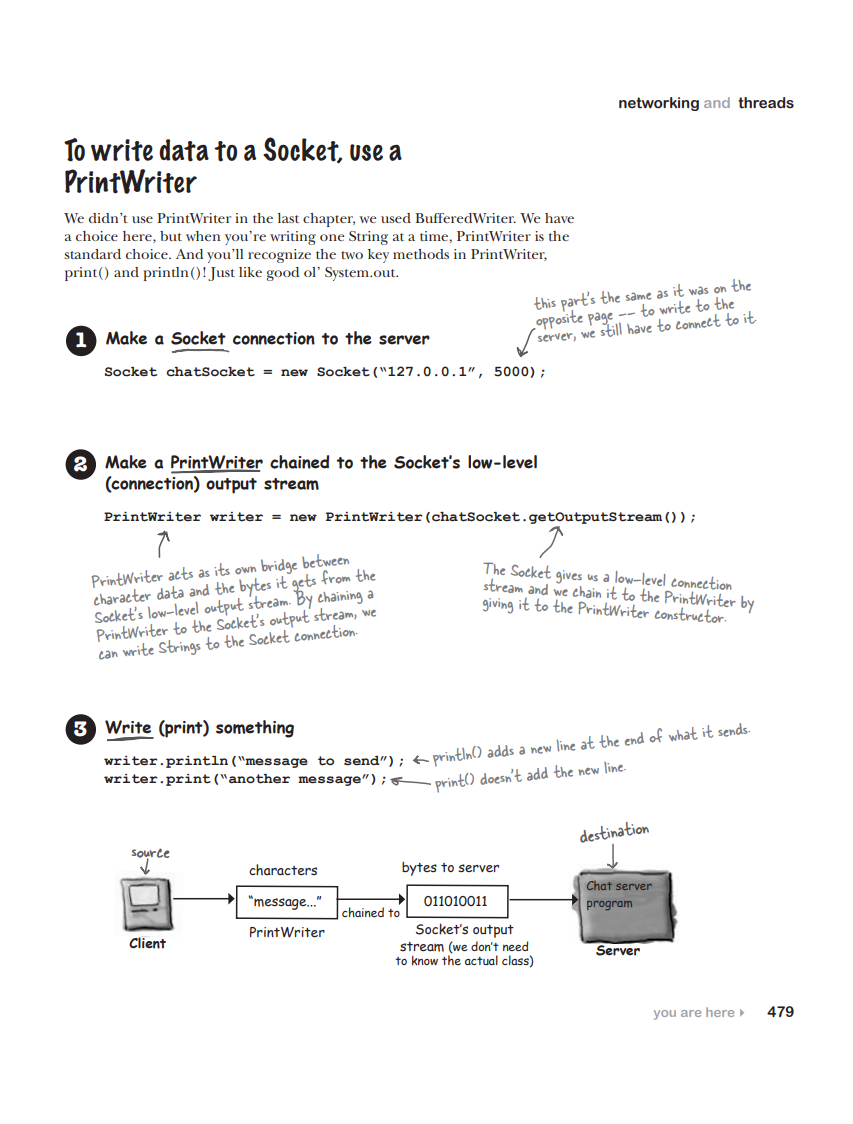 networking and threads
To write data to a Socket, use a
PrintWriter
We didn’t use PrintWriter in the last chapter, we used BufferedWriter. We have
a choice here, but when you’re writing one String at a time, PrintWriter is the
standard choice. And you’ll recognize the two key methods in PrintWriter,
print() and println()! Just like good ol’ System.out.
this part’s the same as it was on the
opposite page -- to write to the
server, we still have to connect to it.
1 Make a Socket connection to the server
Socket chatSocket = new Socket(“127.0.0.1”, 5000);
2 Make a PrintWriter chained to the Socket’s low-level
(connection) output stream
PrintWriter writer = new PrintWriter(chatSocket.getOutputStream());
PrintWriter acts as its own bridge between
character data and the bytes it gets from the
Socket’s low-level output stream. By chaining a
PrintWriter to the Socket’s output stream, we
can write Strings to the Socket connection.
The Socket gives us a low-level connection
stream and we chain it to the PrintWriter by
giving it to the PrintWriter constructor.
3 Write (print) something
writer.println(“message to send”);
println() adds a new line at the end of what it sends.
writer.print(“another message”);
print() doesn’t add the new line.
source
Client
characters
“message...”
PrintWriter
chained to
bytes to server
011010011
Socket’s output
stream (we don’t need
to know the actual class)
destination
Chat server
program
Server
you are here
479